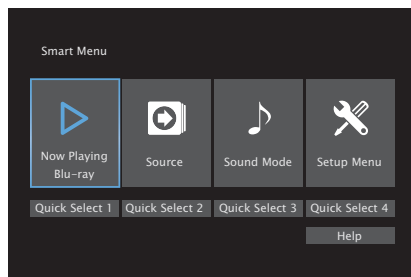 Smart Menu
Now Playing
Blu-ray
Source
Sound Mode
Setup Menu
Quick Select 1
Quick Select 2
Quick Select 3
Quick Select 4
Help